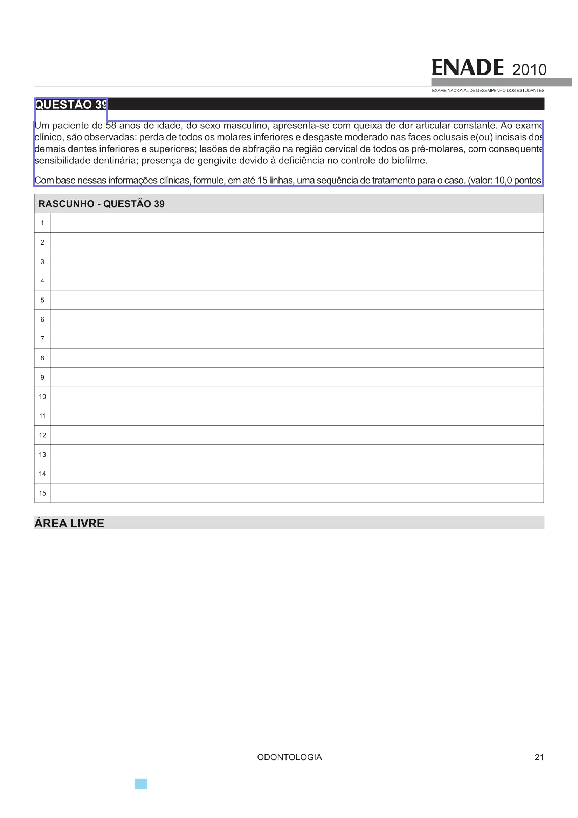 ENADE 2010
EXAME NACIONAL DE DESEMPENHO DOS ESTUDANTES
QUESTÃO 39
Um paciente de 58 anos de idade, do sexo masculino, apresenta-se com queixa de dor articular constante. Ao exame
clínico, são observadas: perda de todos os molares inferiores e desgaste moderado nas faces oclusais e(ou) incisais dos
demais dentes inferiores e superiores; lesões de abfração na região cervical de todos os pré-molares, com consequente
sensibilidade dentinária; presença de gengivite devido à deficiência no controle do biofilme.
Com base nessas informações clínicas, formule, em até 15 linhas, uma sequência de tratamento para o caso. (valor: 10,0 pontos
RASCUNHO - QUESTÃO 39
1
2
3
4
5
6
7
8
9
10
11
12
13
14
15
ÁREA LIVRE
ODONTOLOGIA
21